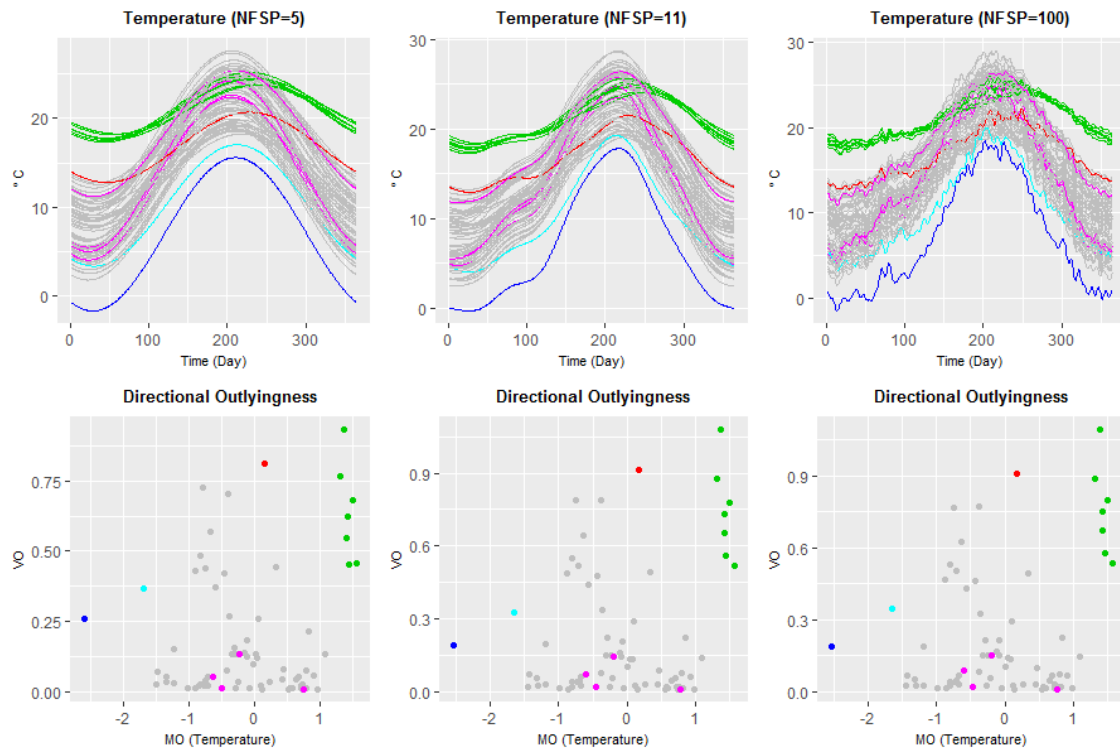 Temperature (NFSP=5)
Temperature (NFSP=11)
Temperature (NFSP=100)
º C
20
10
0
0
100
200
300
Time (Day)
º C
30
20
10
0
0
100
200
300
Time (Day)
º C
30
20
10
0
0
100
200
300
Time (Day)
Directional Outlyingness
Directional Outlyingness
Directional Outlyingness
VO
0.75
0.50
0.25
0.00
-2
-1
0
1
MO (Temperature)
VO
0.9
0.6
0.3
0.0
-2
-1
0
1
MO (Temperature)
VO
0.9
0.6
0.3
0.0
-2
-1
0
1
MO (Temperature)